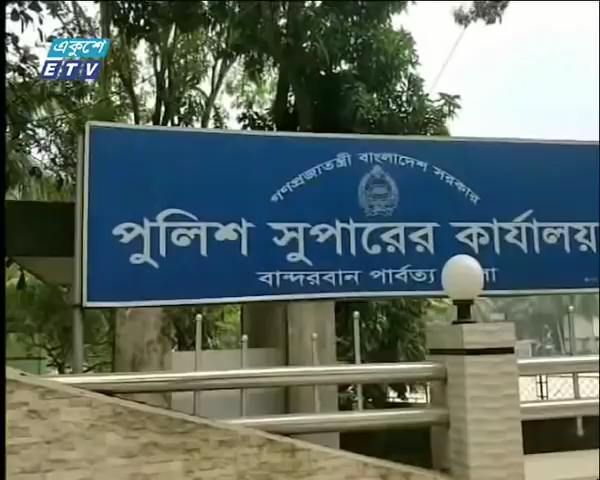 একুশে
ETV
গণপ্রজাতন্ত্রী বাংলাদেশ সরকার
পুলিশ সুপারের কার্যালয়
বান্দরবান পার্বত্য